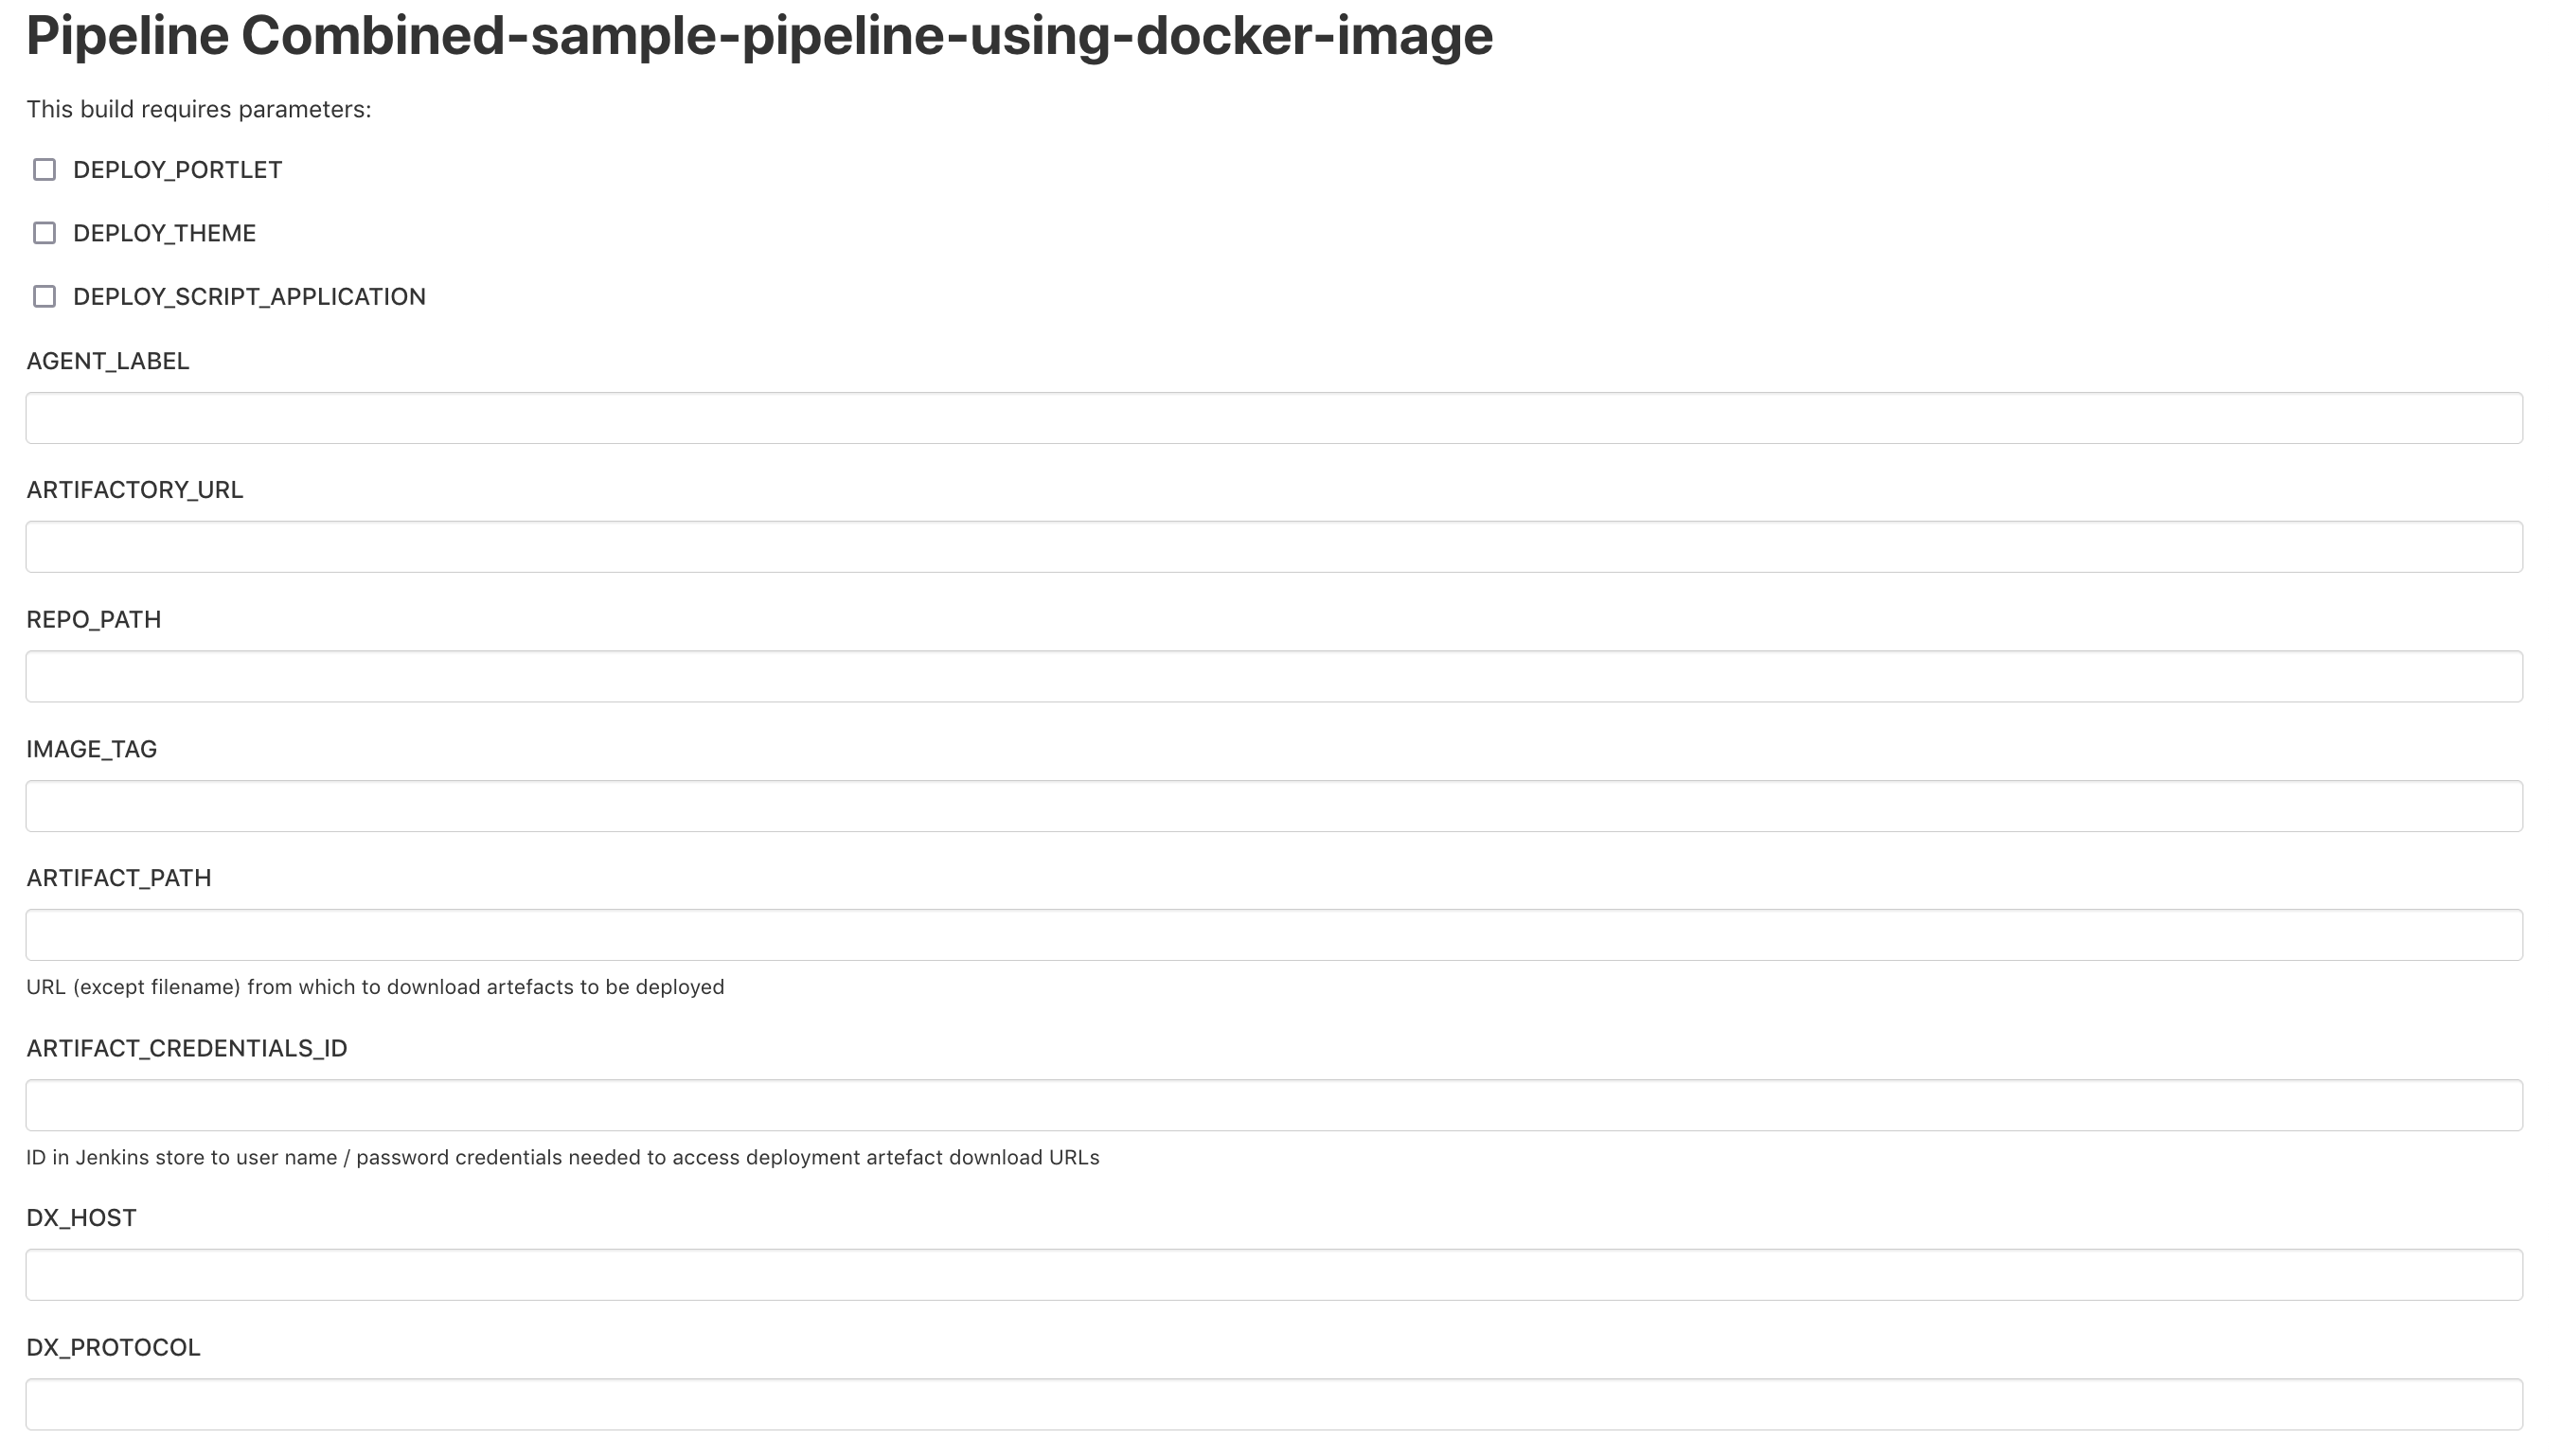 Pipeline Combined-sample-pipeline-using-docker-image
This build requires parameters:
DEPLOY_PORTLET
DEPLOY_THEME
DEPLOY_SCRIPT_APPLICATION
AGENT_LABEL
ARTIFACTORY_URL
REPO_PATH
IMAGE_TAG
ARTIFACT_PATH
URL (except filename) from which to download artefacts to be deployed
ARTIFACT_CREDENTIALS_ID
ID in Jenkins store to user name / password credentials needed to access deployment artefact download URLs
DX_HOST
DX_PROTOCOL